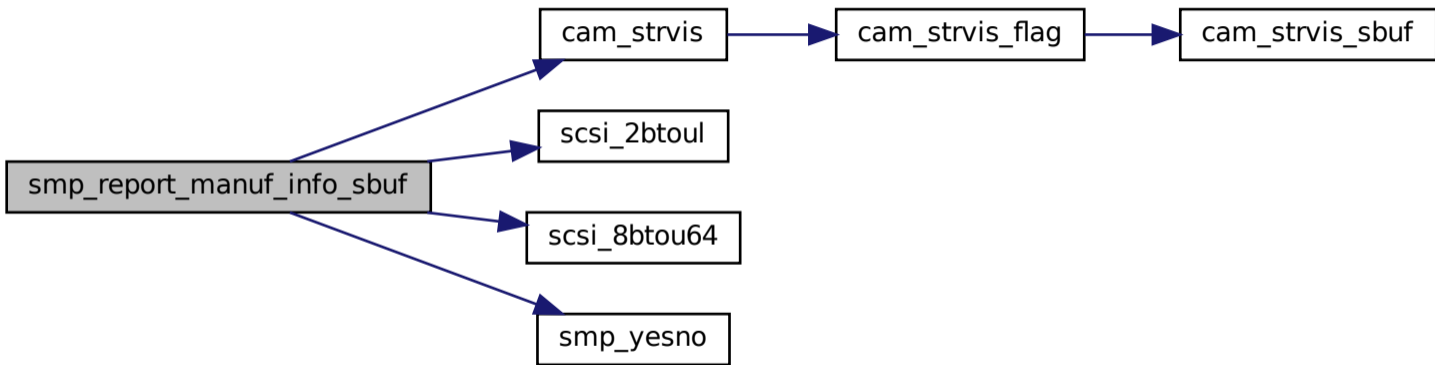 cam_strvis
cam_strvis_flag
cam_strvis_sbuf
scsi_2btoul
smp_report_manuf_info_sbuf
scsi_8btou64
smp_yesno